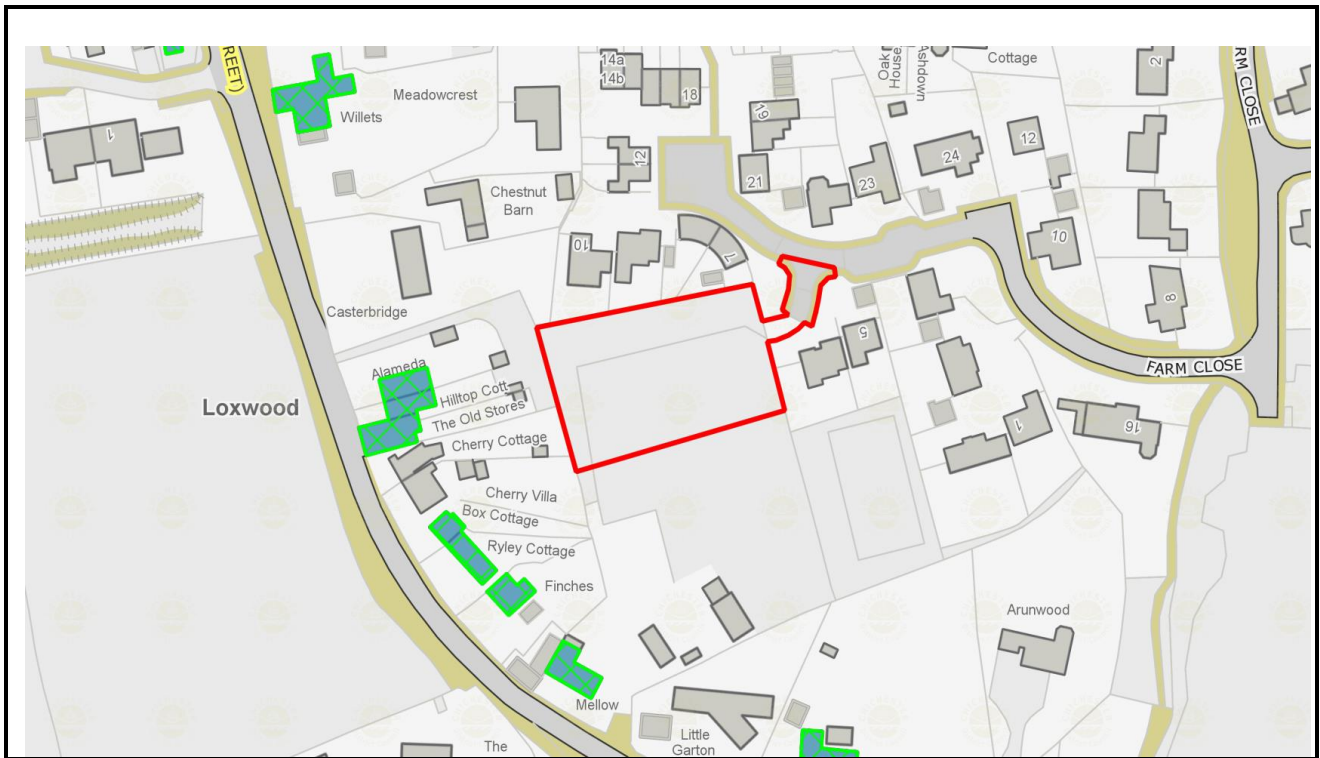 REET)
Willets
Meadowcrest
14a
14b
18
Oak
House
Ashdown
Cottage
2
RM CLOSE
1
12
19
21
23
24
12
Chestnut
Barn
10
7
10
8
Casterbridge
5
FARM CLOSE
Alameda
Hilltop Cott
The Old Stores
Loxwood
Cherry Cottage
1
16
Cherry Villa
Box Cottage
Ryley Cottage
Finches
Arunwood
Mellow
Little
Garton
The